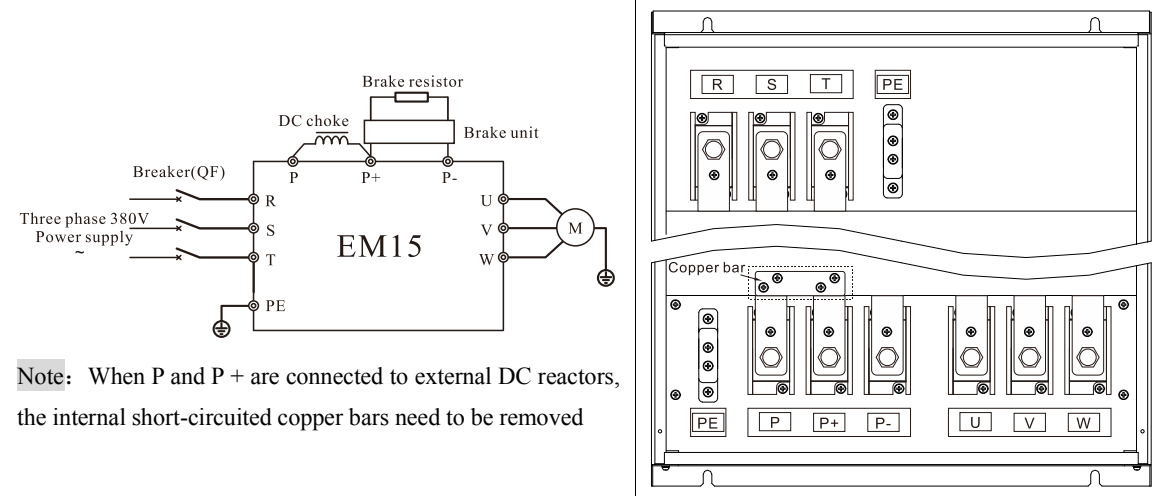 Brake resistor
DC choke
Brake unit
P P+ P-
Breaker(QF)
R
U
Three phase 380V
Power supply
~
S
EM15
V
M
T
W
PE
Note： When P and P + are connected to external DC reactors,
the internal short-circuited copper bars need to be removed
R S T PE
Copper bar
PE P P+ P- U V W